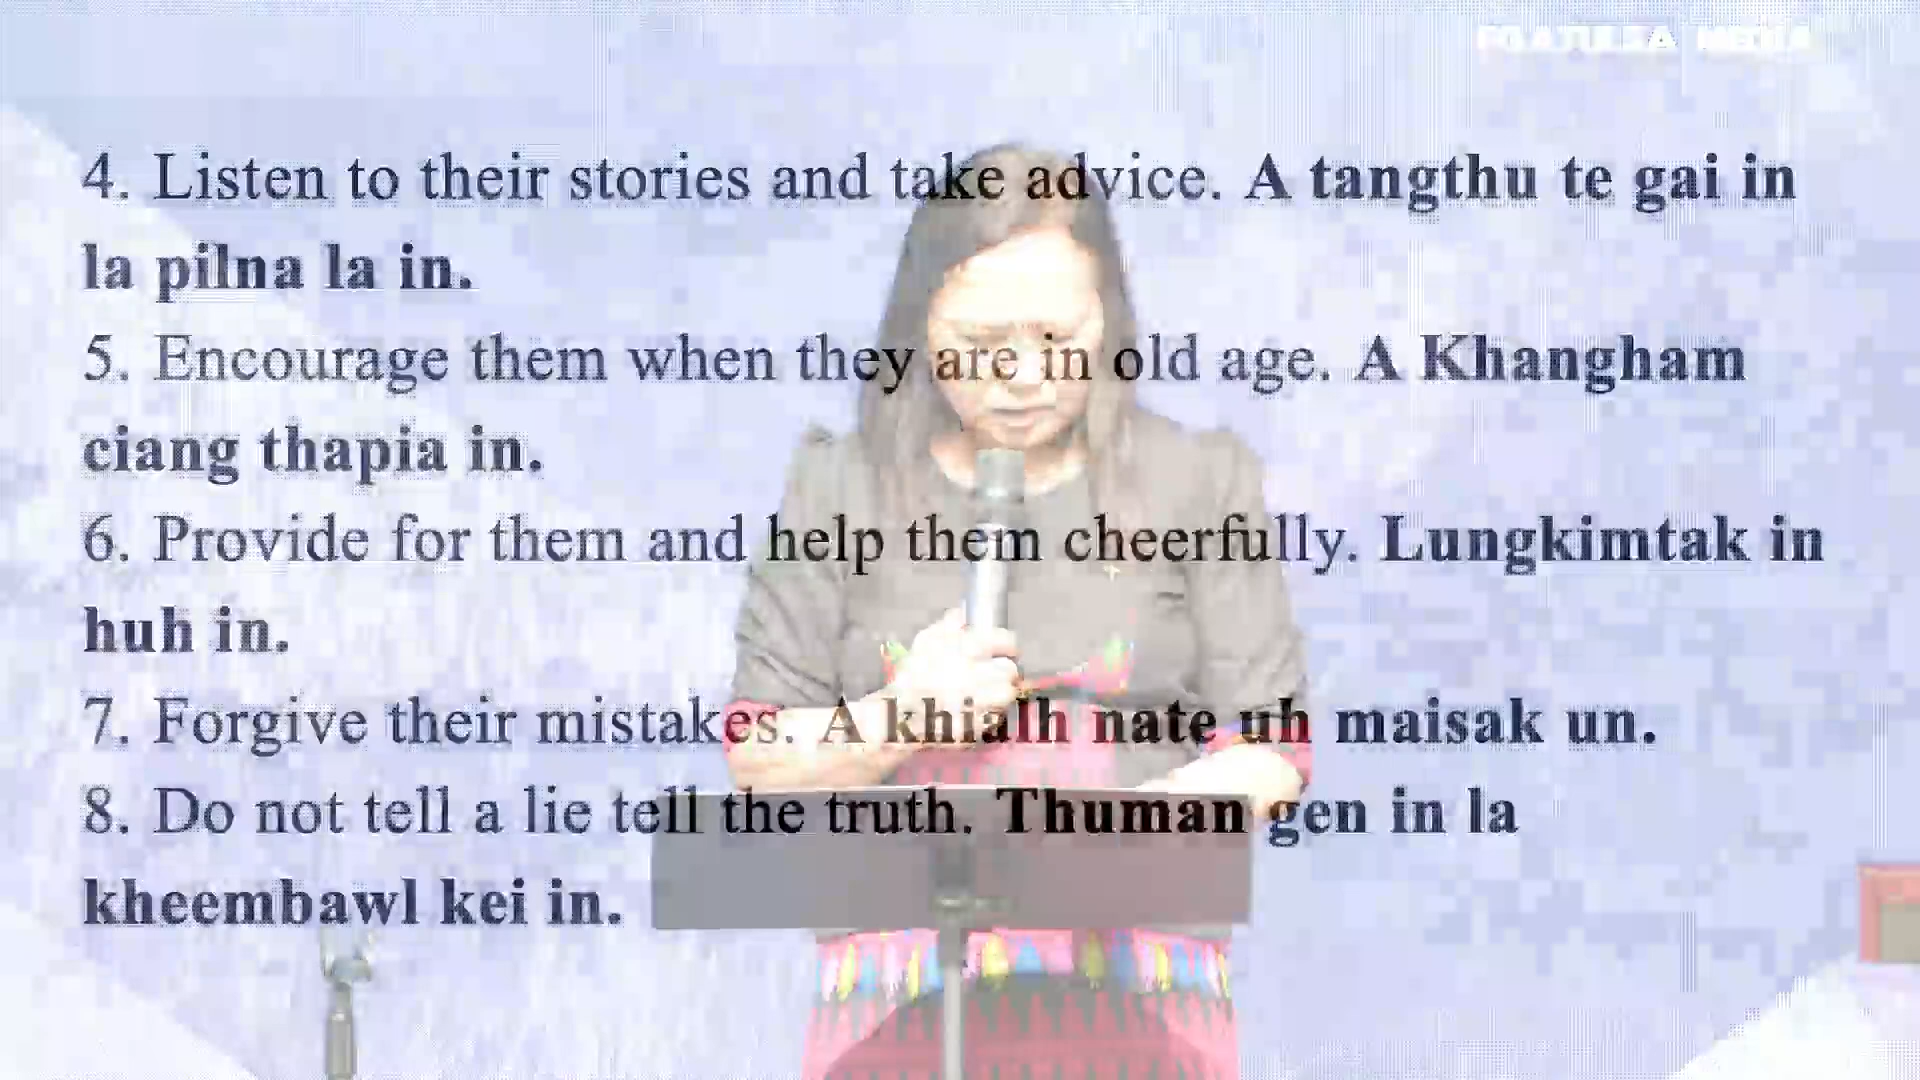 FGATULSA MEDIA
4. Listen to their stories and take advice. A tangthu te gai in
la pilna la in.
5. Encourage them when they are in old age. A Khangham
ciang thapia in.
6. Provide for them and help them cheerfully. Lungkimtak in
huh in.
7. Forgive their mistakes. A khialh nate uh maisak un.
8. Do not tell a lie tell the truth. Thuman gen in la
kheembawl kei in.